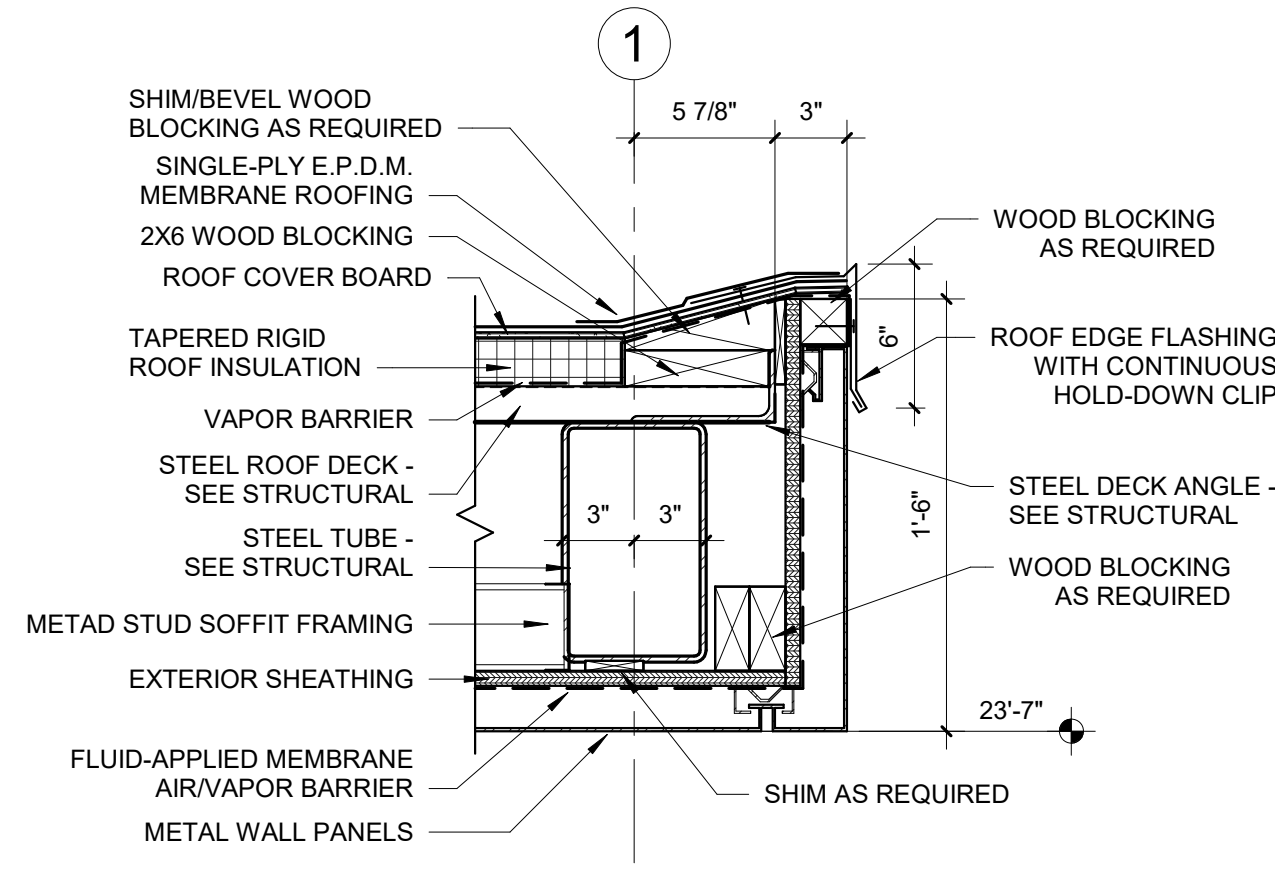 1
5 7/8"
3"
SHIM/BEVEL WOOD
BLOCKING AS REQUIRED
SINGLE-PLY E.P.D.M.
MEMBRANE ROOFING
2X6 WOOD BLOCKING
ROOF COVER BOARD
TAPERED RIGID
ROOF INSULATION
VAPOR BARRIER
STEEL ROOF DECK -
SEE STRUCTURAL
STEEL TUBE -
SEE STRUCTURAL
METAD STUD SOFFIT FRAMING
EXTERIOR SHEATHING
FLUID-APPLIED MEMBRANE
AIR/VAPOR BARRIER
METAL WALL PANELS
3"
3"
WOOD BLOCKING
AS REQUIRED
6"
ROOF EDGE FLASHING
WITH CONTINUOUS
HOLD-DOWN CLIP
STEEL DECK ANGLE -
SEE STRUCTURAL
1'-6"
WOOD BLOCKING
AS REQUIRED
23'-7"
SHIM AS REQUIRED